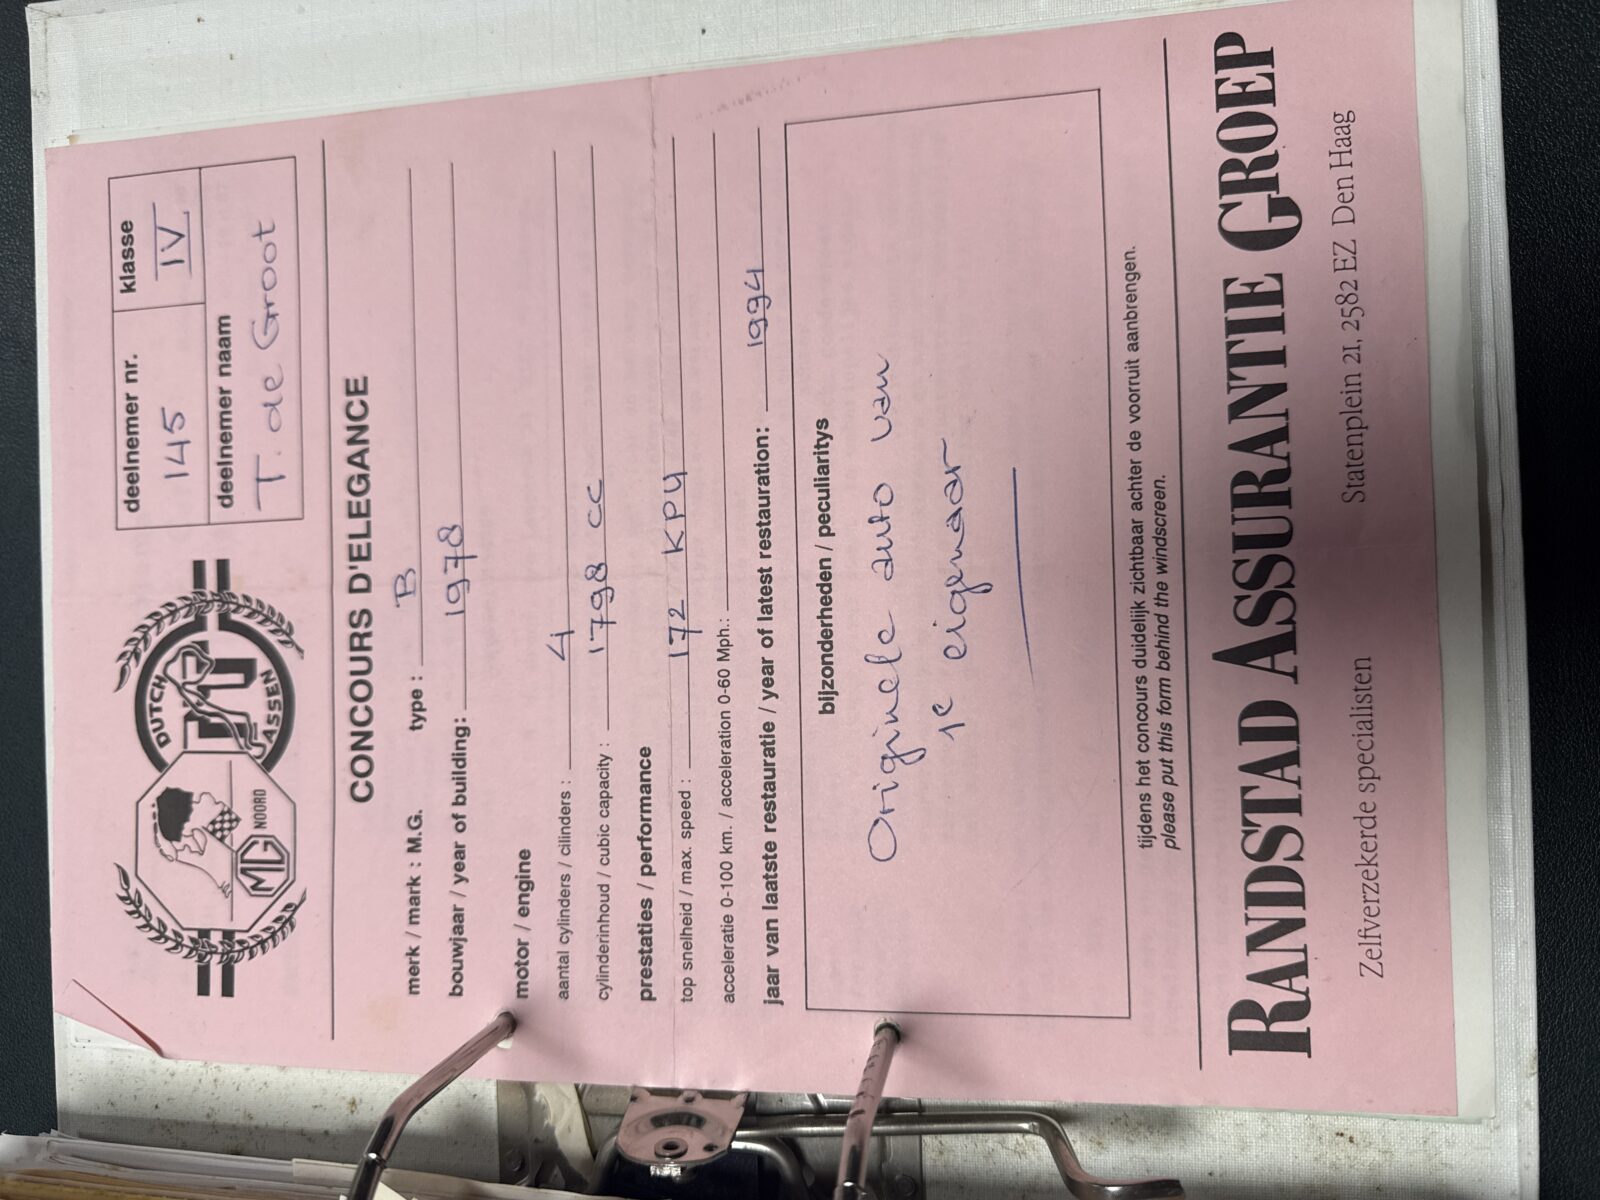 DUTCH TT ASSEN
MG NOORD
deelnemer nr. klasse
145 IV
deelnemer naam
T. de Groot
CONCOURS D'ELEGANCE
merk / mark : M.G. type : B
bouwjaar / year of building: 1978
motor / engine
aantal cylinders / cilinders : 4
cylinderinhoud / cubic capacity : 1798 cc
prestaties / performance
top snelheid / max. speed : 172 KPU
acceleratie 0-100 km. / acceleration 0-60 Mph.:
jaar van laatste restauratie / year of latest restauration: 1994
bijzonderheden / peculiaritys
Originele auto van
1e eigenaar
tijdens het concours duidelijk zichtbaar achter de voorruit aanbrengen.
please put this form behind the windscreen.
RANDSTAD ASSURANTIE GROEP
Zelfverzekerde specialisten Statenplein 21, 2582 EZ Den Haag